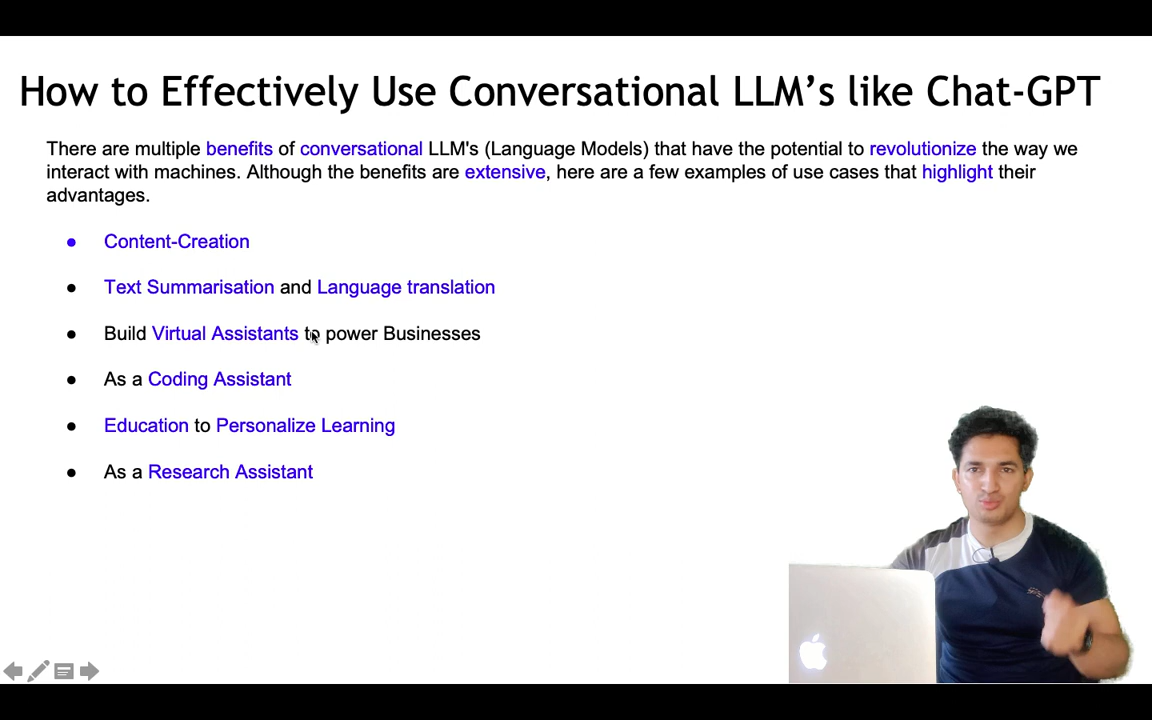 How to Effectively Use Conversational LLM’s like Chat-GPT
There are multiple benefits of conversational LLM's (Language Models) that have the potential to revolutionize the way we
interact with machines. Although the benefits are extensive, here are a few examples of use cases that highlight their
advantages.
● Content-Creation
● Text Summarisation and Language translation
● Build Virtual Assistants to power Businesses
● As a Coding Assistant
● Education to Personalize Learning
● As a Research Assistant